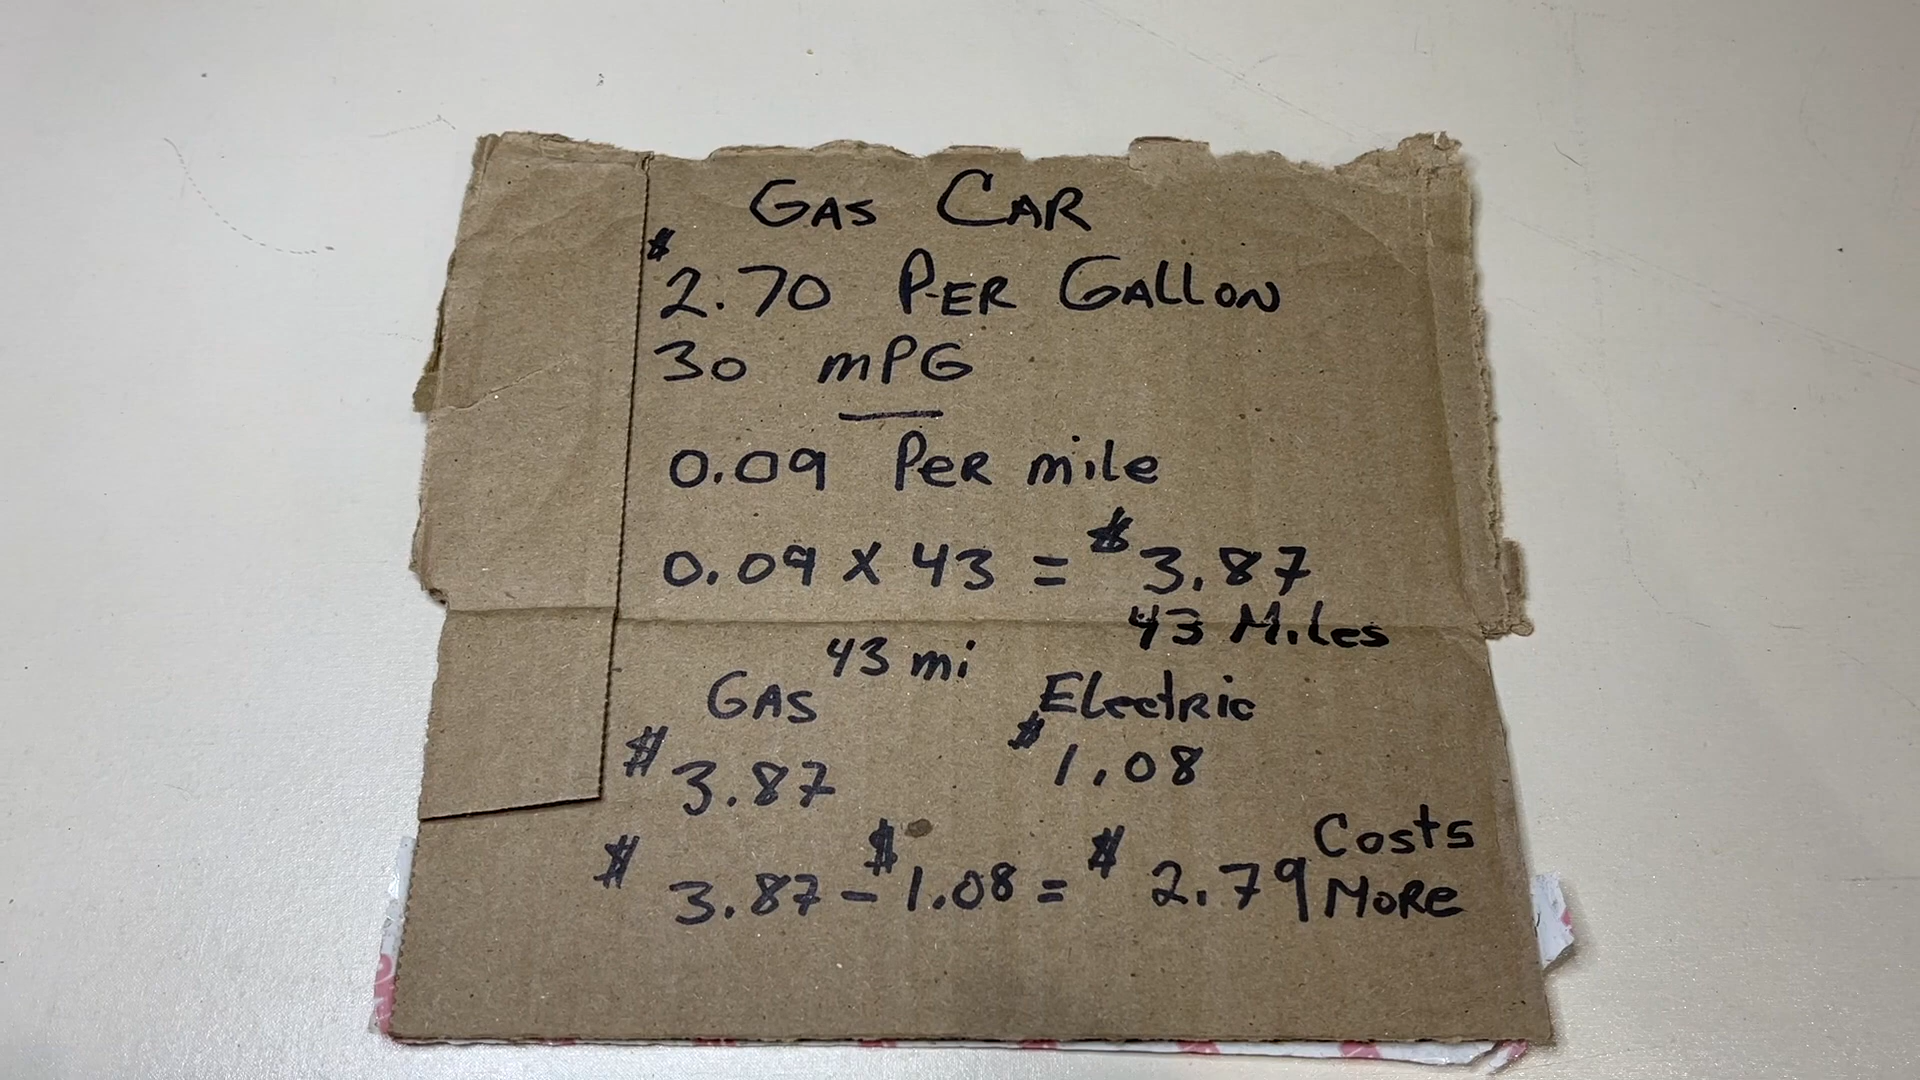 GAS CAR
$2.70 PER GALLON
30 mPG
0.09 Per mile
0.09 x 43 = $3.87
43 Miles
43 mi
GAS Electric
$3.87 $1.08
$3.87 - $1.08 = $2.79 Costs More